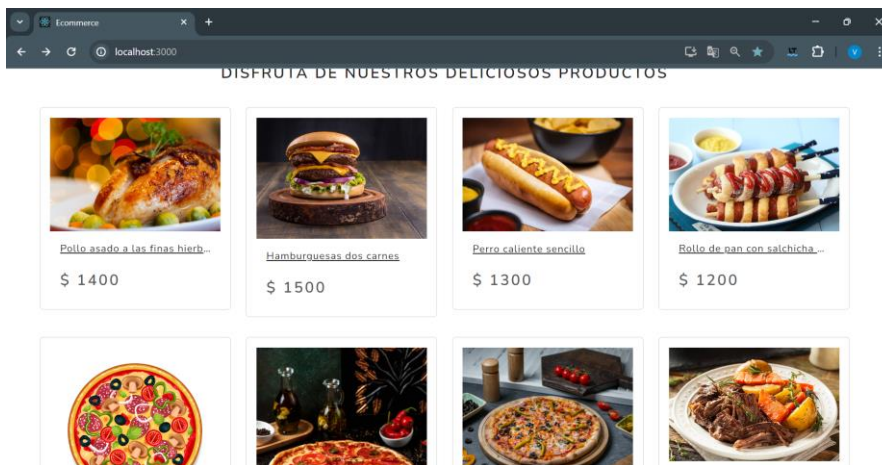 Ecommerce
localhost:3000
DISFRUTA DE NUESTROS DELICIOSOS PRODUCTOS
Pollo asado a las finas hierb...
Hamburguesas dos carnes
Perro caliente sencillo
Rollo de pan con salchicha ...
$ 1400
$ 1500
$ 1300
$ 1200